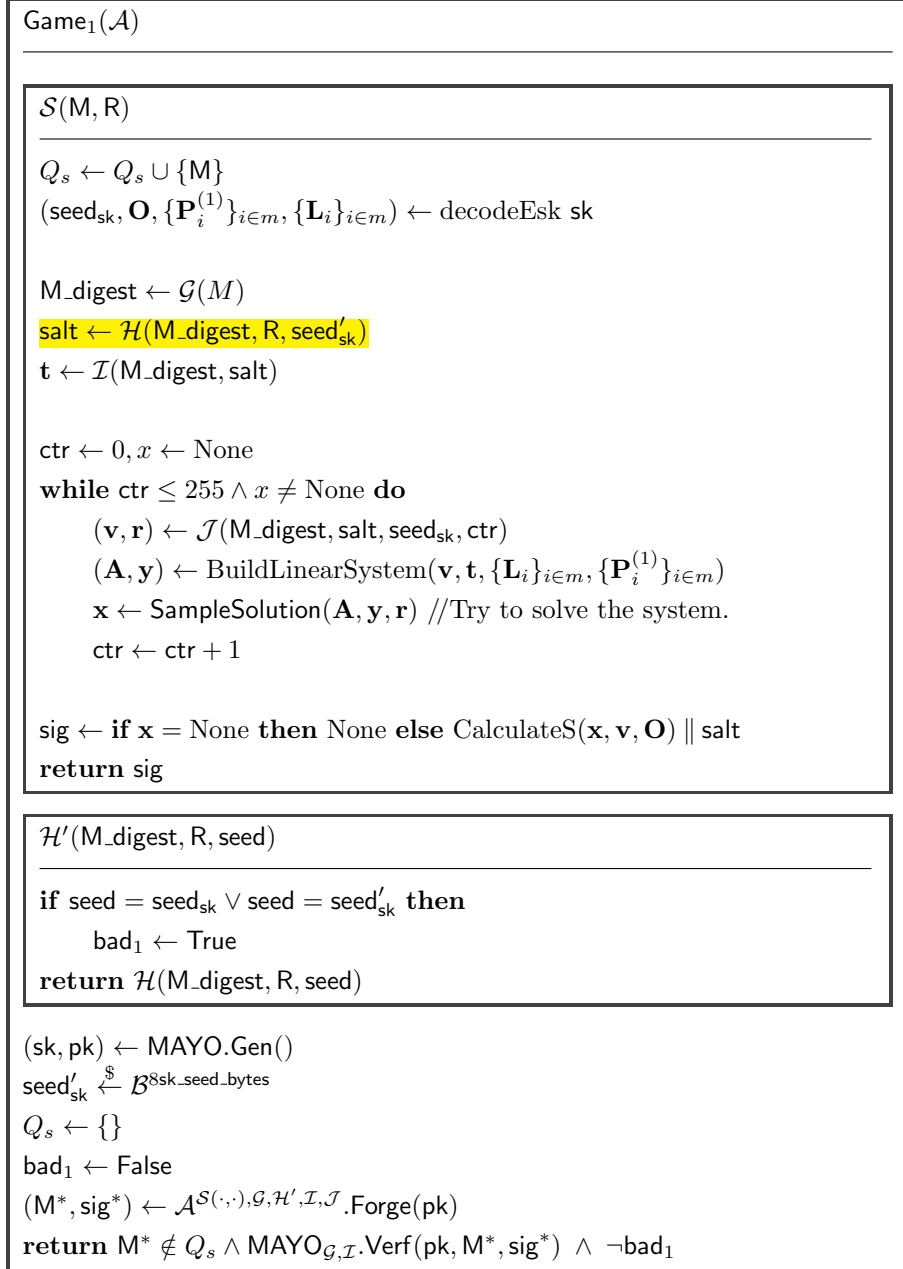 Game₁(𝒜)
𝒮(M, R)
Q_s ← Q_s ∪ {M}
(seed_sk, O, {P_i^(1)}_{i∈m}, {L_i}_{i∈m}) ← decodeEsk sk
M_digest ← 𝒢(M)
salt ← ℋ(M_digest, R, seed′_sk)
t ← ℐ(M_digest, salt)
ctr ← 0, x ← None
while ctr ≤ 255 ∧ x ≠ None do
(v, r) ← 𝒥(M_digest, salt, seed_sk, ctr)
(A, y) ← BuildLinearSystem(v, t, {L_i}_{i∈m}, {P_i^(1)}_{i∈m})
x ← SampleSolution(A, y, r) //Try to solve the system.
ctr ← ctr + 1
sig ← if x = None then None else CalculateS(x, v, O) ∥ salt
return sig
ℋ′(M_digest, R, seed)
if seed = seed_sk ∨ seed = seed′_sk then
bad₁ ← True
return ℋ(M_digest, R, seed)
(sk, pk) ← MAYO.Gen()
seed′_sk ←$ ℬ^{8sk_seed_bytes}
Q_s ← {}
bad₁ ← False
(M*, sig*) ← 𝒜^{𝒮(·,·),𝒢,ℋ′,ℐ,𝒥}.Forge(pk)
return M* ∉ Q_s ∧ MAYO_{𝒢,ℐ}.Verf(pk, M*, sig*) ∧ ¬bad₁